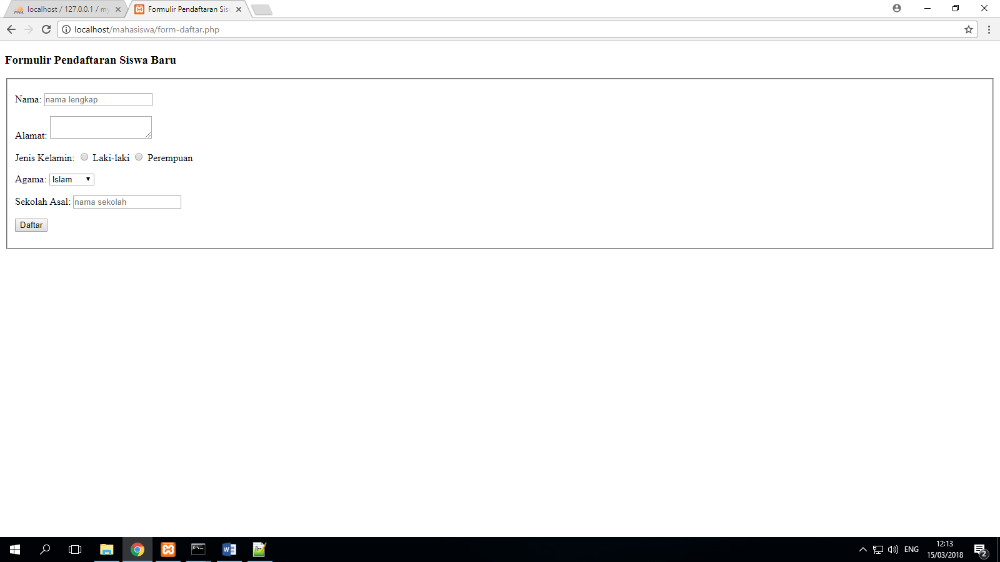 localhost / 127.0.0.1 / my
Formulir Pendaftaran Sis
localhost/mahasiswa/form-daftar.php
Formulir Pendaftaran Siswa Baru
Nama: nama lengkap
Alamat:
Jenis Kelamin: Laki-laki Perempuan
Agama: Islam
Sekolah Asal: nama sekolah
Daftar
ENG
12:13
15/03/2018
2